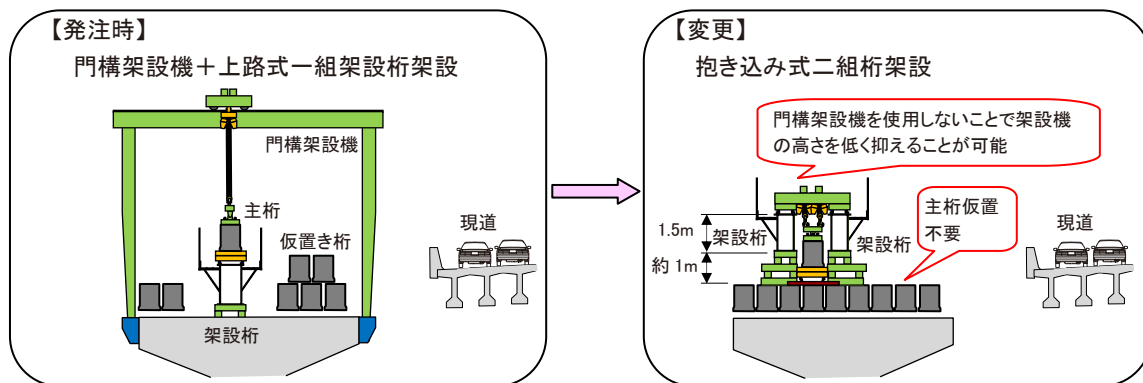 【発注時】
門構架設機+上路式一組架設桁架設
門構架設機
主桁
仮置き桁
架設桁
現道
【変更】
抱き込み式二組桁架設
門構架設機を使用しないことで架設機
の高さを低く抑えることが可能
主桁仮置
不要
1.5m
架設桁
架設桁
約 1m
現道